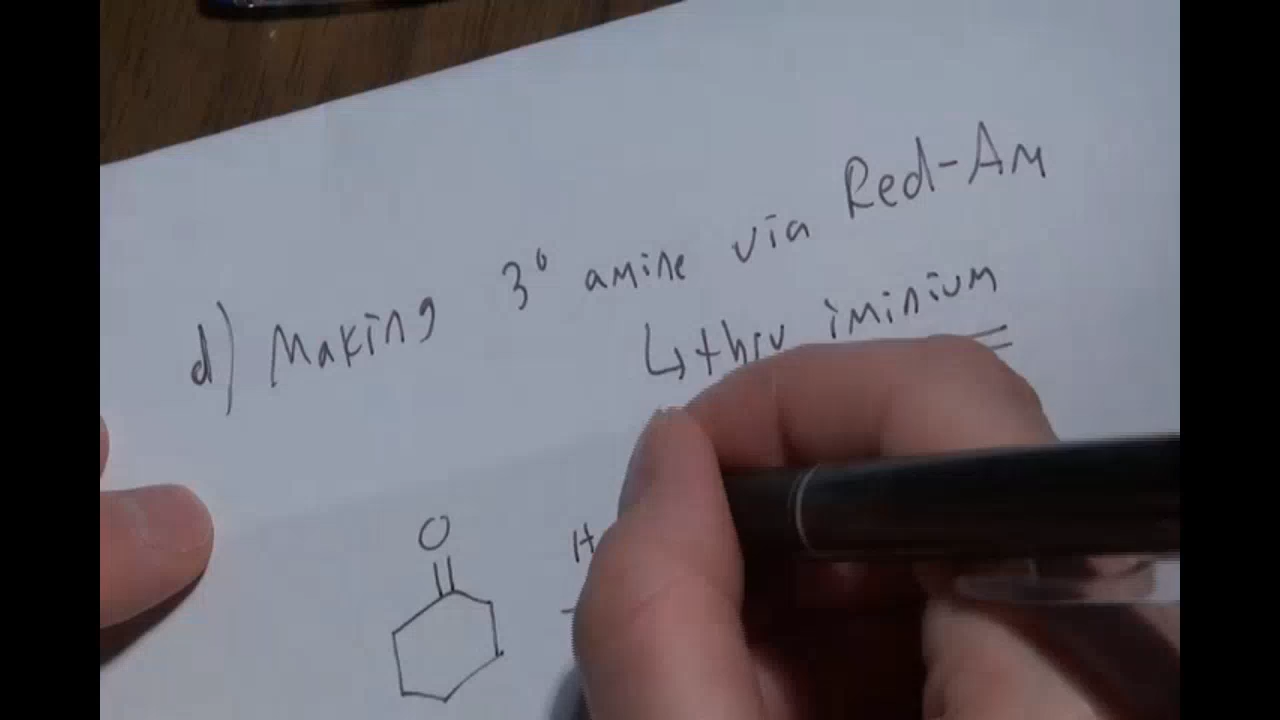 d) Making 3° amine via Red-Am
↳ thru iminium
O
H